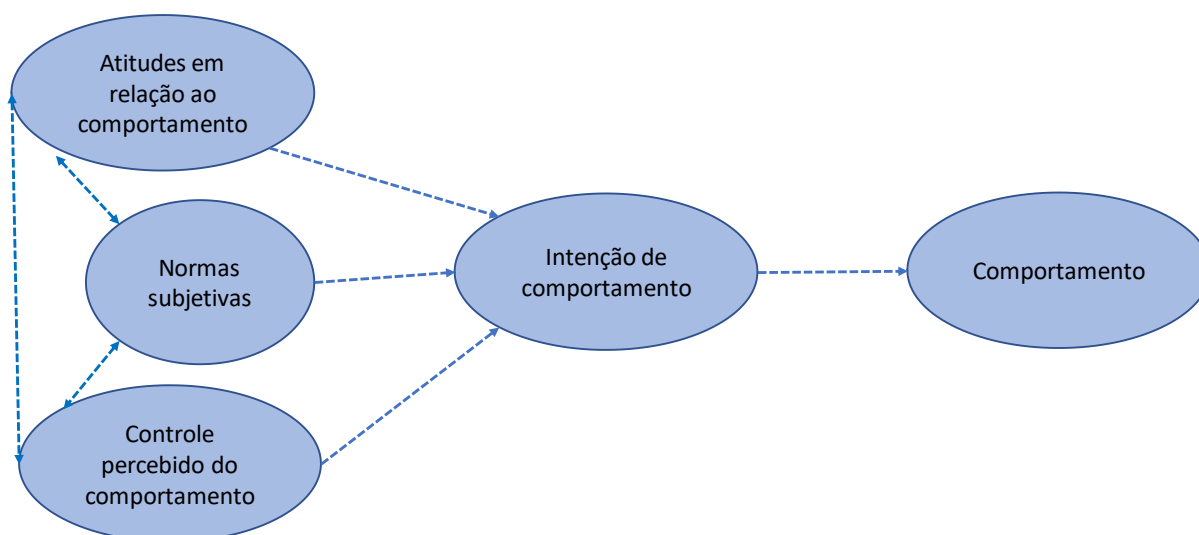 Atitudes em
relação ao
comportamento
Normas
subjetivas
Controle
percebido do
comportamento
Intenção de
comportamento
Comportamento